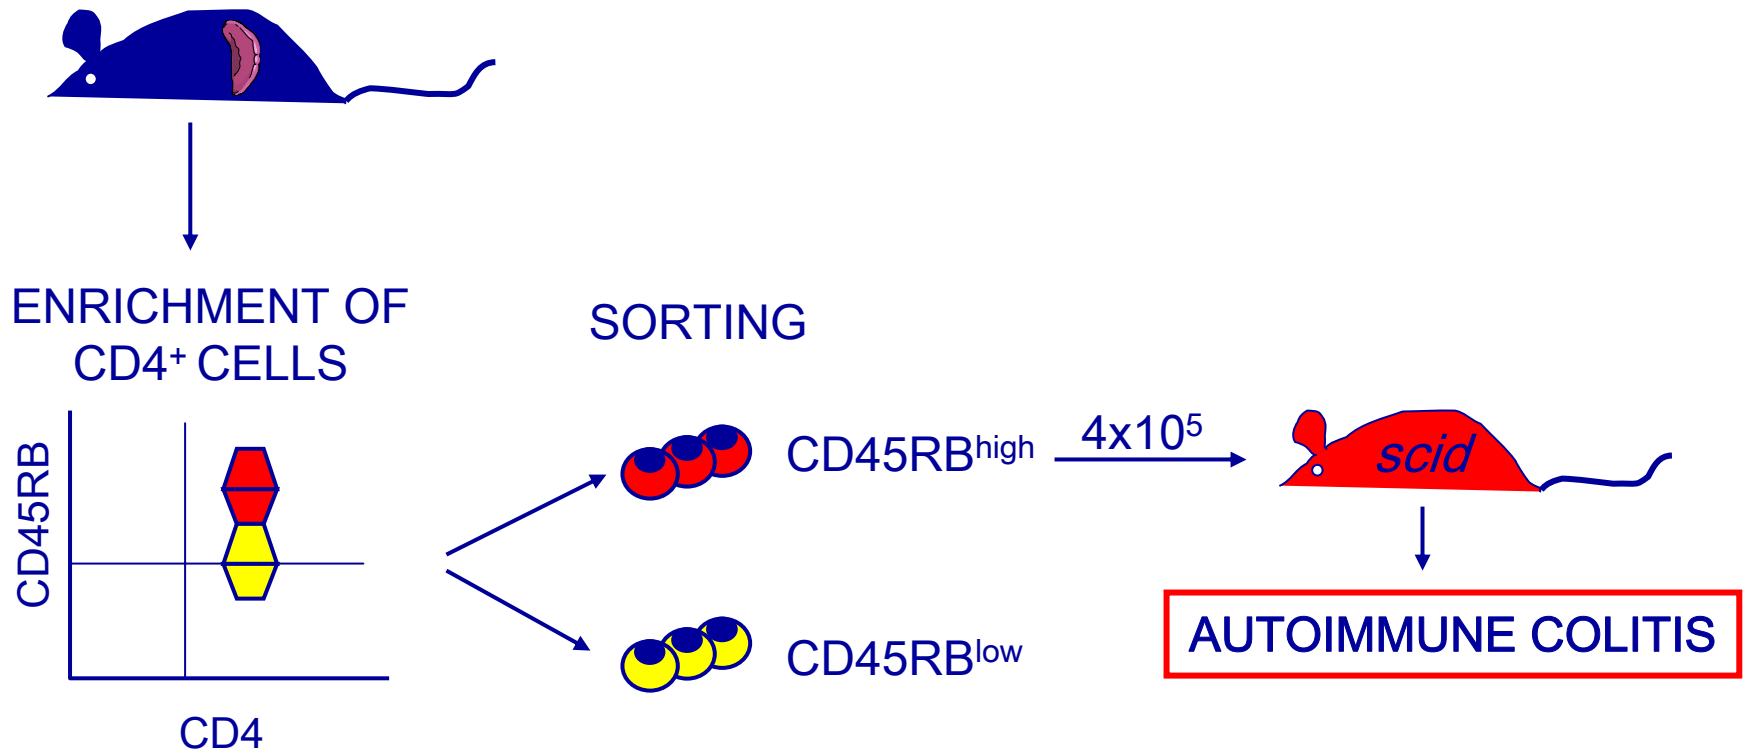 ENRICHMENT OF
CD4⁺ CELLS
SORTING
CD45RB
CD4
CD45RBʰⁱᵍʰ
4x10⁵
scid
CD45RBˡᵒʷ
AUTOIMMUNE COLITIS